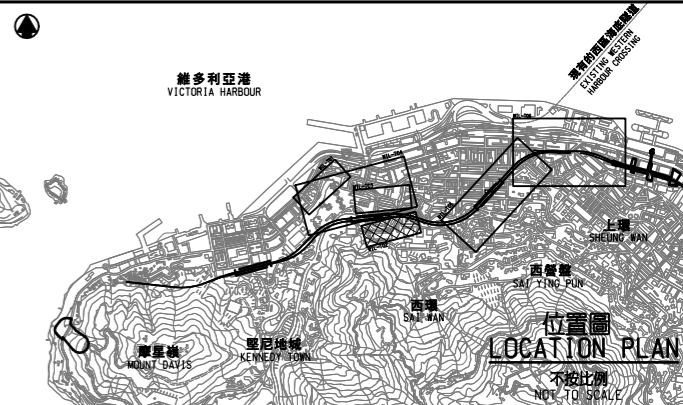 維多利亞港
VICTORIA HARBOUR
現有的西區海底隧道
EXISTING WESTERN
HARBOUR CROSSING
上環
SHEUNG WAN
西營盤
SAI YING PUN
西環
SAI WAN
堅尼地城
KENNEDY TOWN
摩星嶺
MOUNT DAVIS
位置圖
LOCATION PLAN
不按比例
NOT TO SCALE